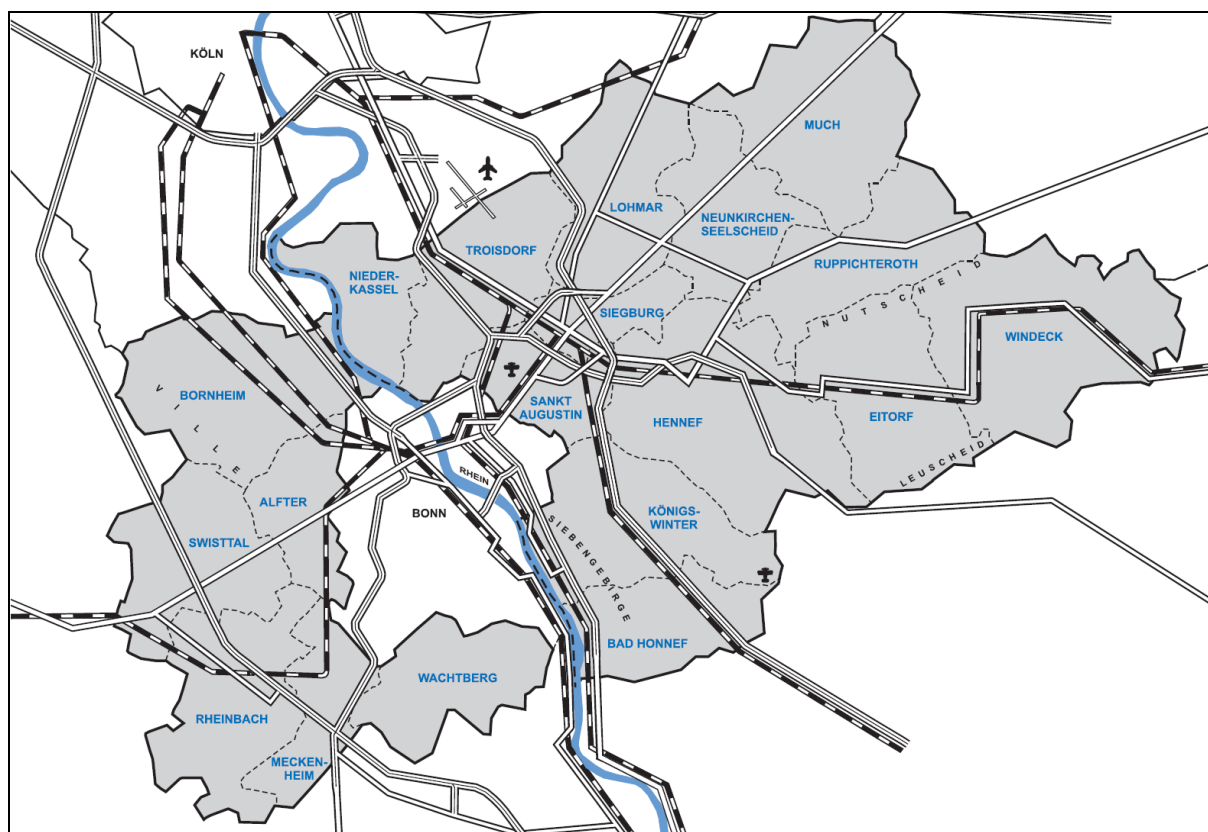 KÖLN
MUCH
LOHMAR
NEUNKIRCHEN-
SEELSCHEID
TROISDORF
RUPPICHTEROTH
NIEDER-
KASSEL
NUTSCHEID
SIEGBURG
WINDECK
BORNHEIM
VILLE
SANKT
AUGUSTIN
HENNEF
EITORF
LEUSCHEID
RHEIN
ALFTER
BONN
KÖNIGS-
WINTER
SIEBENGEBIRGE
SWISTTAL
BAD HONNEF
WACHTBERG
RHEINBACH
MECKEN-
HEIM